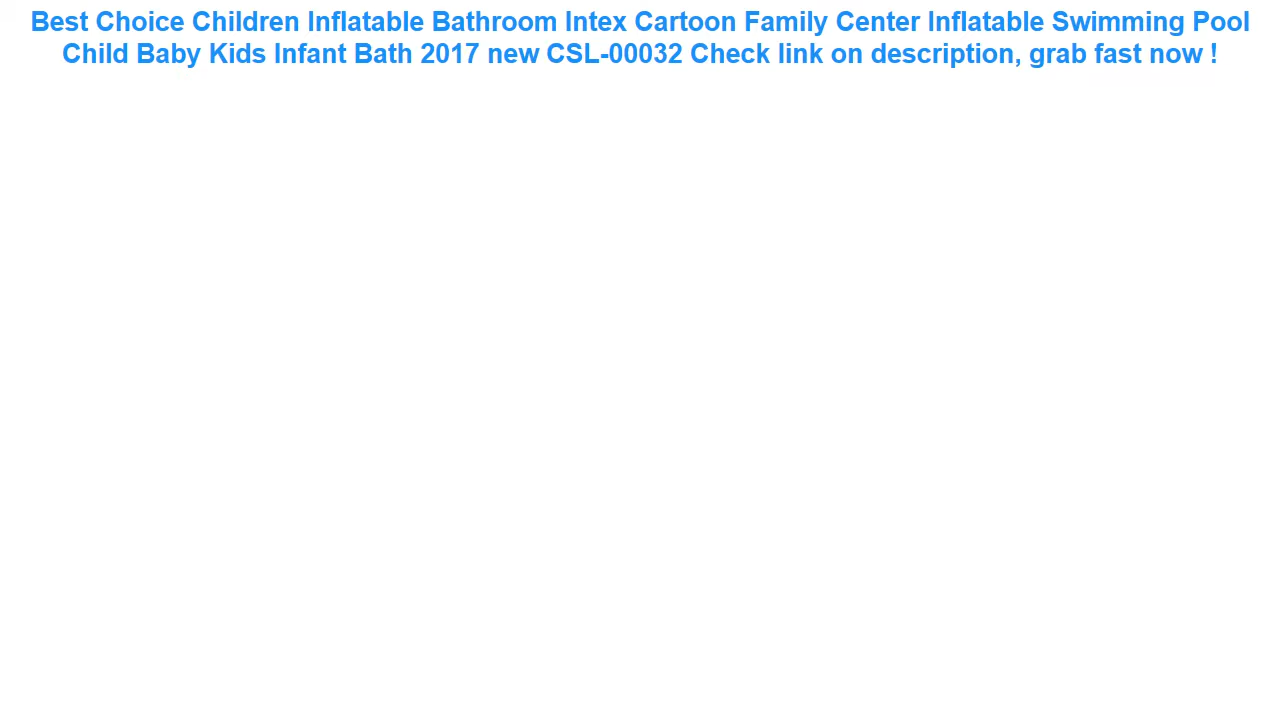 Best Choice Children Inflatable Bathroom Intex Cartoon Family Center Inflatable Swimming Pool
Child Baby Kids Infant Bath 2017 new CSL-00032 Check link on description, grab fast now !